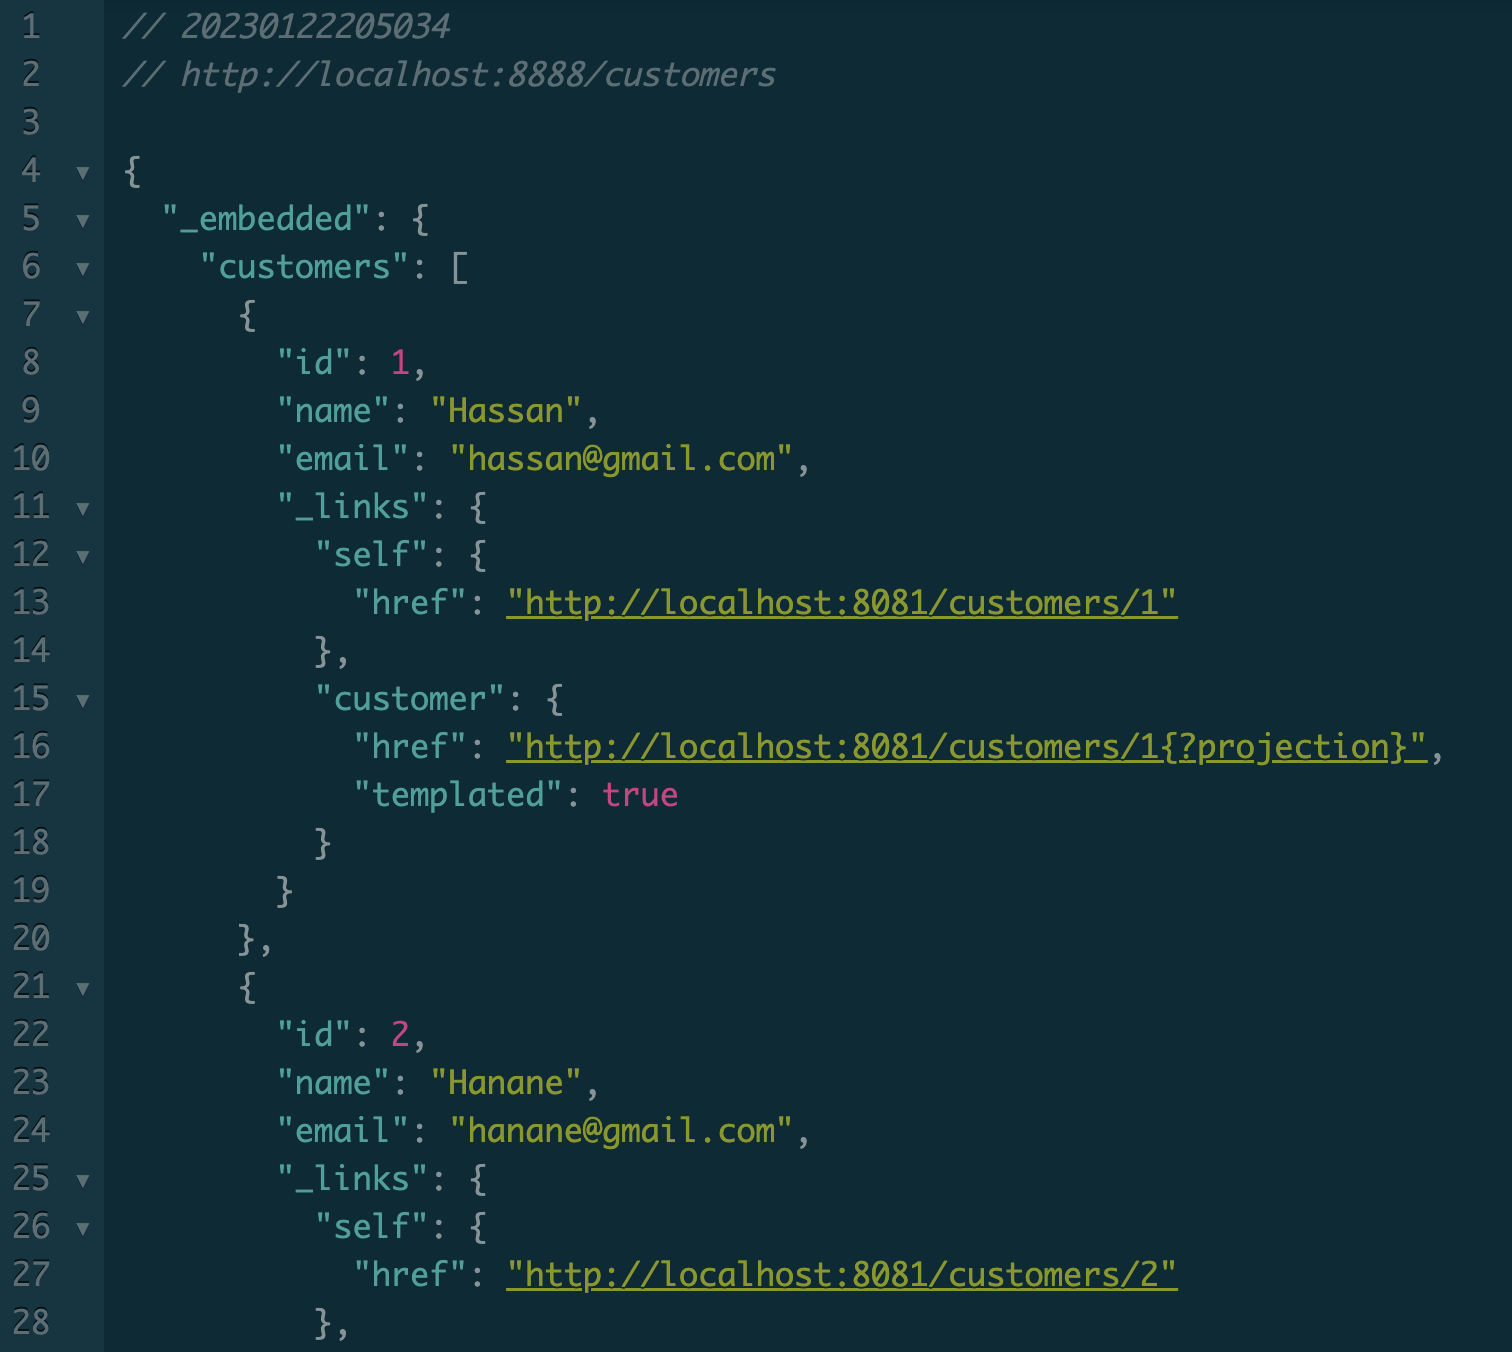 1 // 20230122205034
2 // http://localhost:8888/customers
3
4 ▼ {
5 ▼   "_embedded": {
6 ▼     "customers": [
7 ▼       {
8         "id": 1,
9         "name": "Hassan",
10         "email": "hassan@gmail.com",
11 ▼         "_links": {
12 ▼           "self": {
13             "href": "http://localhost:8081/customers/1"
14           },
15 ▼           "customer": {
16             "href": "http://localhost:8081/customers/1{?projection}",
17             "templated": true
18           }
19         }
20       },
21 ▼       {
22         "id": 2,
23         "name": "Hanane",
24         "email": "hanane@gmail.com",
25 ▼         "_links": {
26 ▼           "self": {
27             "href": "http://localhost:8081/customers/2"
28           },